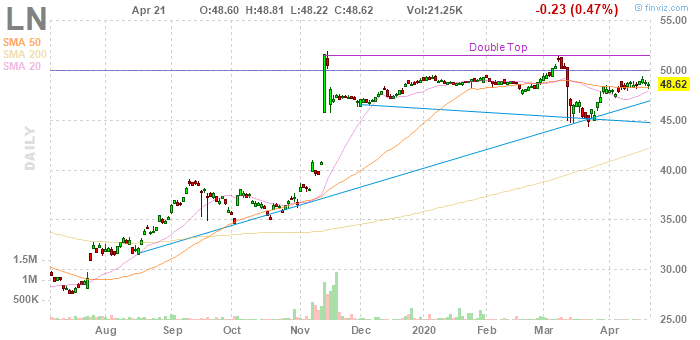 © finviz.com
LN
Apr 21
O:48.60 H:48.81 L:48.22 C:48.62
Vol:21.25K
-0.23 (0.47%)
SMA 50
SMA 200
SMA 20
Double Top
DAILY
55.00
50.00
48.62
45.00
40.00
35.00
30.00
25.00
1.5M
1M
500K
Aug
Sep
Oct
Nov
Dec
2020
Feb
Mar
Apr